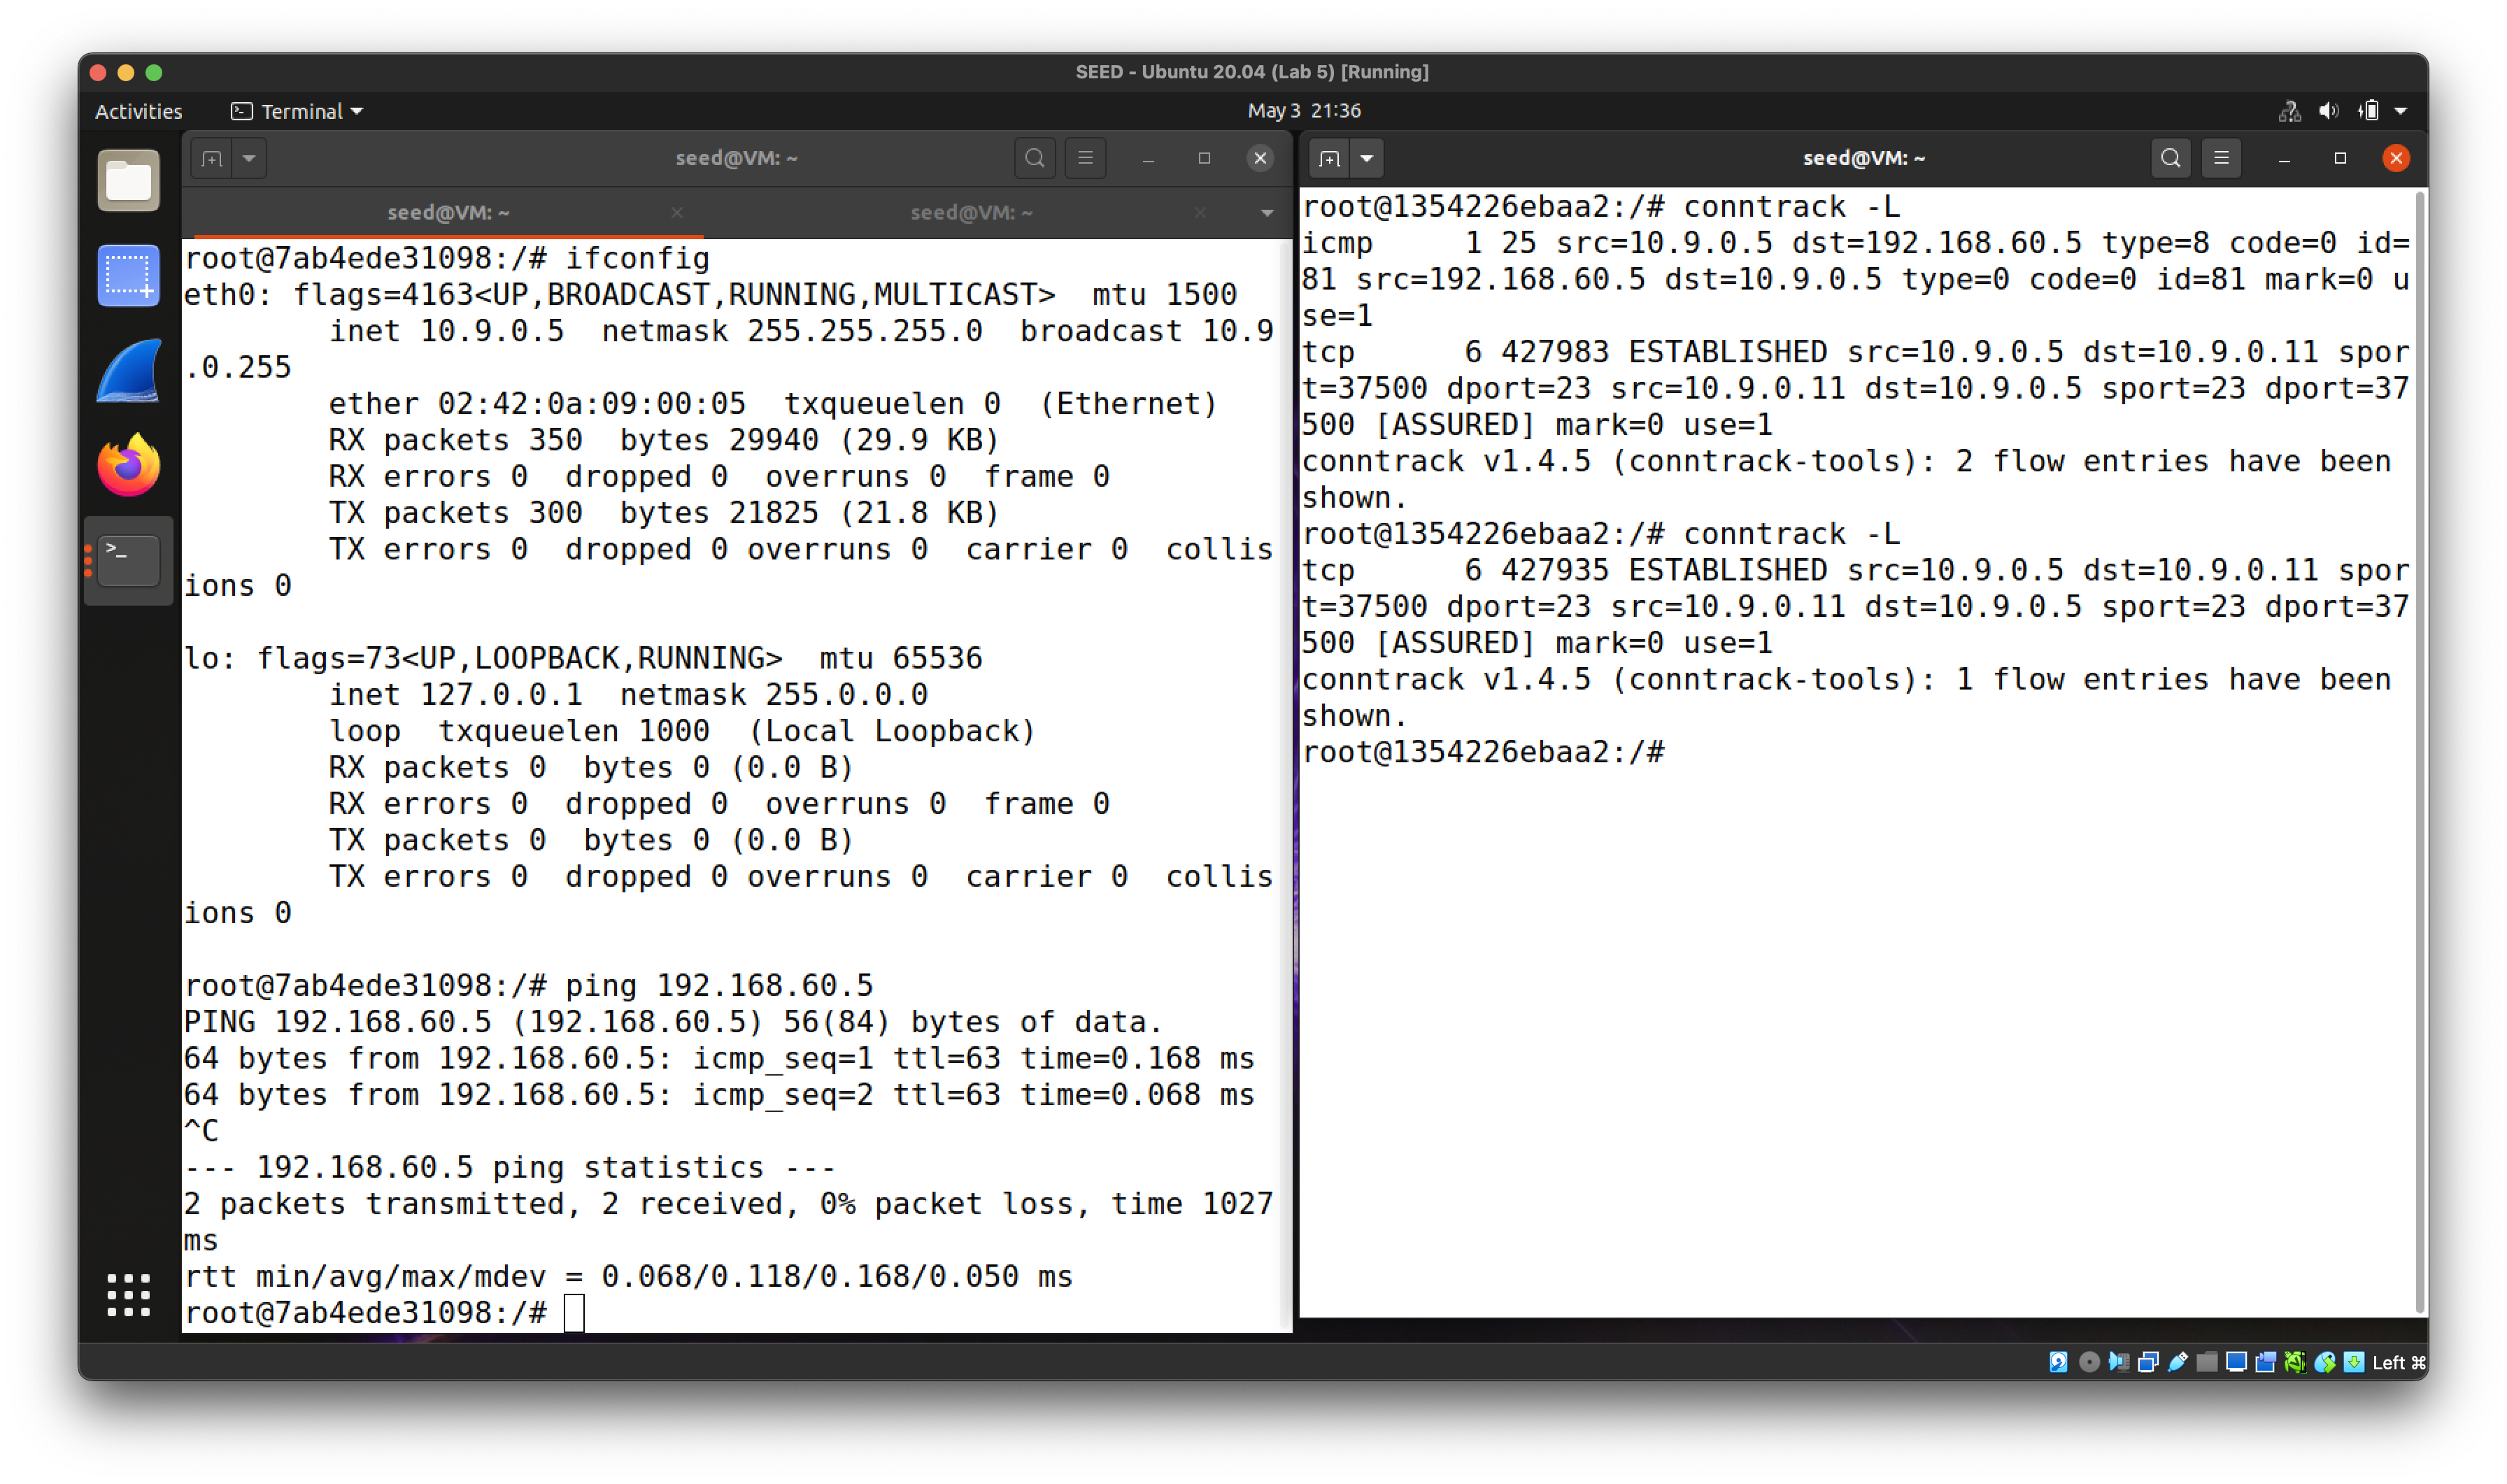 SEED - Ubuntu 20.04 (Lab 5) [Running]
Activities
Terminal
May 3 21:36
seed@VM: ~
seed@VM: ~
seed@VM: ~
root@7ab4ede31098:/# ifconfig
eth0: flags=4163<UP,BROADCAST,RUNNING,MULTICAST>  mtu 1500
        inet 10.9.0.5  netmask 255.255.255.0  broadcast 10.9
.0.255
        ether 02:42:0a:09:00:05  txqueuelen 0  (Ethernet)
        RX packets 350  bytes 29940 (29.9 KB)
        RX errors 0  dropped 0  overruns 0  frame 0
        TX packets 300  bytes 21825 (21.8 KB)
        TX errors 0  dropped 0 overruns 0  carrier 0  collis
ions 0
lo: flags=73<UP,LOOPBACK,RUNNING>  mtu 65536
        inet 127.0.0.1  netmask 255.0.0.0
        loop  txqueuelen 1000  (Local Loopback)
        RX packets 0  bytes 0 (0.0 B)
        RX errors 0  dropped 0  overruns 0  frame 0
        TX packets 0  bytes 0 (0.0 B)
        TX errors 0  dropped 0 overruns 0  carrier 0  collis
ions 0
root@7ab4ede31098:/# ping 192.168.60.5
PING 192.168.60.5 (192.168.60.5) 56(84) bytes of data.
64 bytes from 192.168.60.5: icmp_seq=1 ttl=63 time=0.168 ms
64 bytes from 192.168.60.5: icmp_seq=2 ttl=63 time=0.068 ms
^C
--- 192.168.60.5 ping statistics ---
2 packets transmitted, 2 received, 0% packet loss, time 1027
ms
rtt min/avg/max/mdev = 0.068/0.118/0.168/0.050 ms
root@7ab4ede31098:/#
seed@VM: ~
root@1354226ebaa2:/# conntrack -L
icmp     1 25 src=10.9.0.5 dst=192.168.60.5 type=8 code=0 id=
81 src=192.168.60.5 dst=10.9.0.5 type=0 code=0 id=81 mark=0 u
se=1
tcp      6 427983 ESTABLISHED src=10.9.0.5 dst=10.9.0.11 spor
t=37500 dport=23 src=10.9.0.11 dst=10.9.0.5 sport=23 dport=37
500 [ASSURED] mark=0 use=1
conntrack v1.4.5 (conntrack-tools): 2 flow entries have been
shown.
root@1354226ebaa2:/# conntrack -L
tcp      6 427935 ESTABLISHED src=10.9.0.5 dst=10.9.0.11 spor
t=37500 dport=23 src=10.9.0.11 dst=10.9.0.5 sport=23 dport=37
500 [ASSURED] mark=0 use=1
conntrack v1.4.5 (conntrack-tools): 1 flow entries have been
shown.
root@1354226ebaa2:/#
Left ⌘